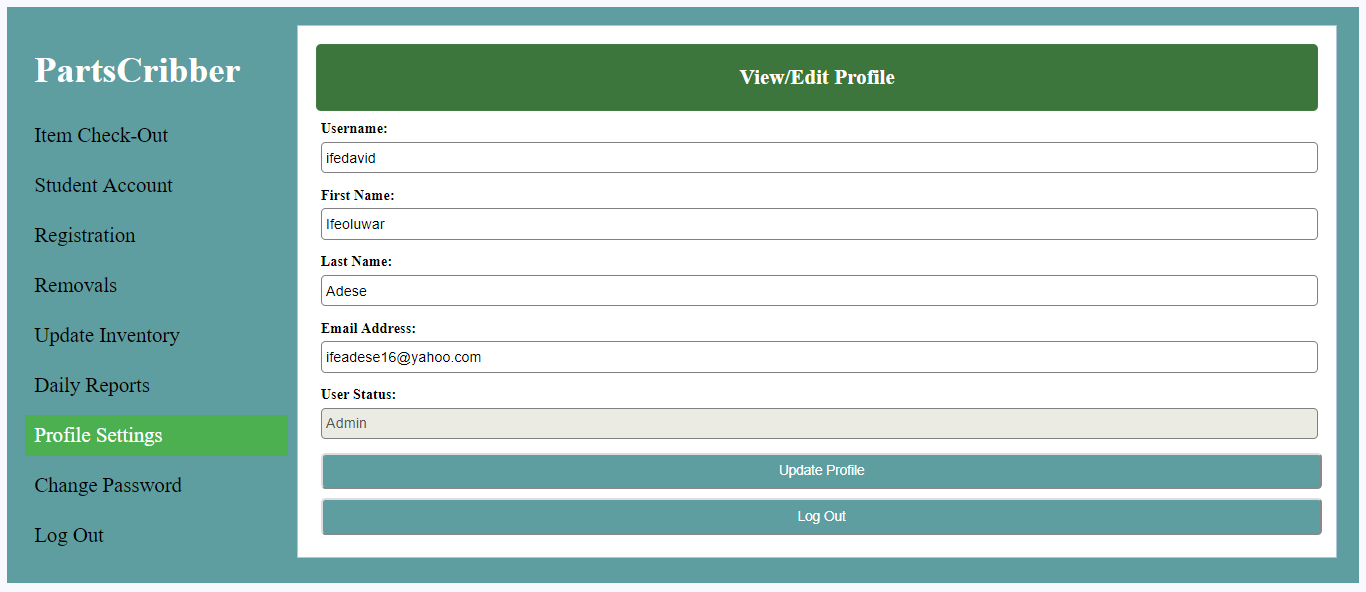 PartsCribber
Item Check-Out
Student Account
Registration
Removals
Update Inventory
Daily Reports
Profile Settings
Change Password
Log Out
View/Edit Profile
Username:
ifedavid
First Name:
Ifeoluwar
Last Name:
Adese
Email Address:
ifeadese16@yahoo.com
User Status:
Admin
Update Profile
Log Out